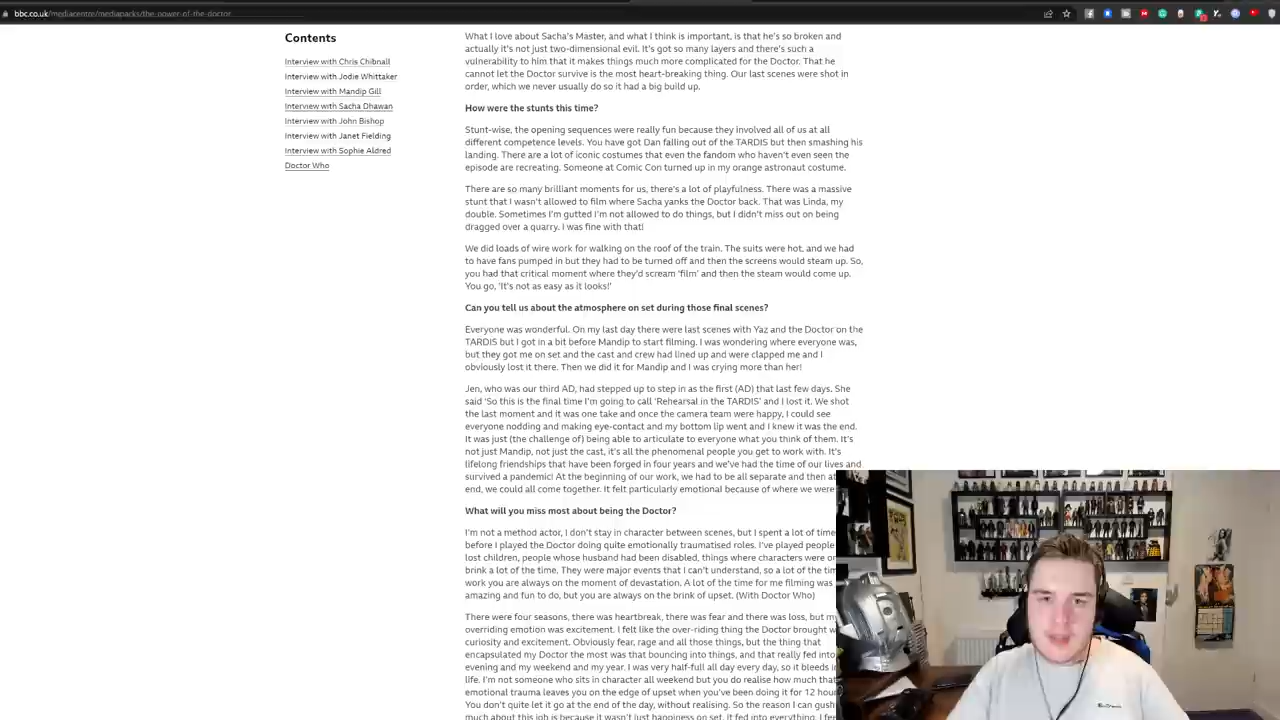 bbc.co.uk/mediacentre/mediapacks/the-power-of-the-doctor
Contents
Interview with Chris Chibnall
Interview with Jodie Whittaker
Interview with Mandip Gill
Interview with Sacha Dhawan
Interview with John Bishop
Interview with Janet Fielding
Interview with Sophie Aldred
Doctor Who
What I love about Sacha's Master, and what I think is important, is that he's so broken and
actually it's not just two-dimensional evil. It's got so many layers and there's such a
vulnerability to him that it makes things much more complicated for the Doctor. That he
cannot let the Doctor survive is the most heart-breaking thing. Our last scenes were shot in
order, which we never usually do so it had a big build up.
How were the stunts this time?
Stunt-wise, the opening sequences were really fun because they involved all of us at all
different competence levels. You have got Dan falling out of the TARDIS but then smashing his
landing. There are a lot of iconic costumes that even the fandom who haven't even seen the
episode are recreating. Someone at Comic Con turned up in my orange astronaut costume.
There are so many brilliant moments for us, there's a lot of playfulness. There was a massive
stunt that I wasn't allowed to film where Sacha yanks the Doctor back. That was Linda, my
double. Sometimes I'm gutted I'm not allowed to do things, but I didn't miss out on being
dragged over a quarry. I was fine with that!
We did loads of wire work for walking on the roof of the train. The suits were hot, and we had
to have fans pumped in but they had to be turned off and then the screens would steam up. So,
you had that critical moment where they'd scream 'film' and then the steam would come up.
You go, 'It's not as easy as it looks!'
Can you tell us about the atmosphere on set during those final scenes?
Everyone was wonderful. On my last day there were last scenes with Yaz and the Doctor on the
TARDIS but I got in a bit before Mandip to start filming. I was wondering where everyone was,
but they got me on set and the cast and crew had lined up and were clapped me and I
obviously lost it there. Then we did it for Mandip and I was crying more than her!
Jen, who was our third AD, had stepped up to step in as the first (AD) that last few days. She
said 'So this is the final time I'm going to call 'Rehearsal in the TARDIS' and I lost it. We shot
the last moment and it was one take and once the camera team were happy, I could see
everyone nodding and making eye-contact and my bottom lip went and I knew it was the end.
It was just (the challenge of) being able to articulate to everyone what you think of them. It's
not just Mandip, not just the cast, it's all the phenomenal people you get to work with. It's
lifelong friendships that have been forged in four years and we've had the time of our lives and
survived a pandemic! At the beginning of our work, we had to be all separate and then at
end, we could all come together. It felt particularly emotional because of where we were
What will you miss most about being the Doctor?
I'm not a method actor, I don't stay in character between scenes, but I spent a lot of time
before I played the Doctor doing quite emotionally traumatised roles. I've played people
lost children, people whose husband had been disabled, things where characters were on
brink a lot of the time. They were major events that I can't understand, so a lot of the
work you are always on the moment of devastation. A lot of the time for me filming was
amazing and fun to do, but you are always on the brink of upset. (With Doctor Who)
There were four seasons, there was heartbreak, there was fear and there was loss, but my
overriding emotion was excitement. I felt like the over-riding thing the Doctor brought
curiosity and excitement. Obviously fear, rage and all those things, but the thing that
encapsulated my Doctor the most was that bouncing into things, and that really fed into
evening and my weekend and my year. I was very half-full all day every day, so it bleeds
life. I'm not someone who sits in character all weekend but you do realise how much that
emotional trauma leaves you on the edge of upset when you've been doing it for 12
You don't quite let it go at the end of the day, without realising. So the reason I can gush
much about this job is because it wasn't just happiness on set. It fed into everything. I